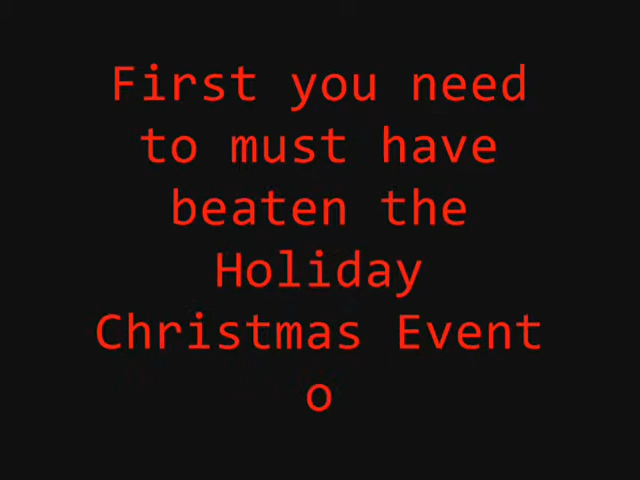 First you need
to must have
beaten the
Holiday
Christmas Event
o